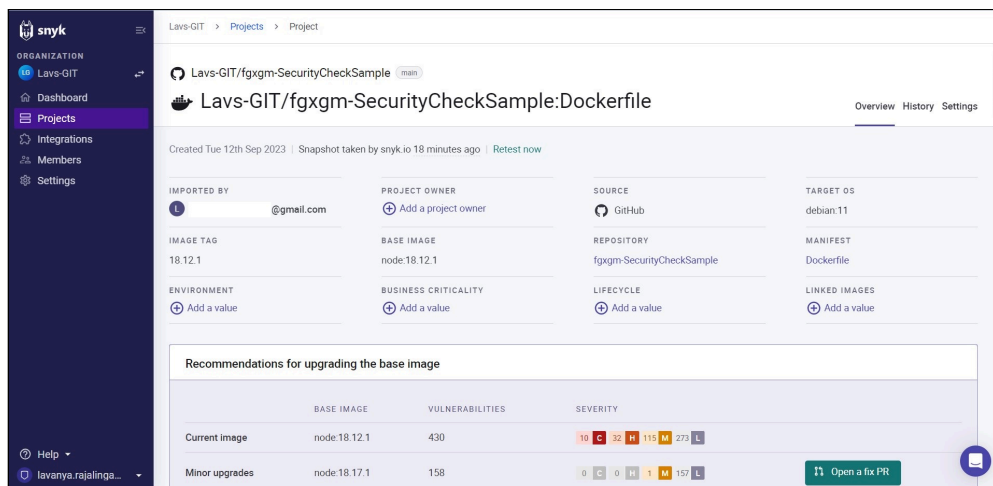 snyk
ORGANIZATION
LG Lavs-GIT
Dashboard
Projects
Integrations
Members
Settings
Help
lavanya.rajalinga...
Lavs-GIT > Projects > Project
Lavs-GIT/fgxgm-SecurityCheckSample main
Lavs-GIT/fgxgm-SecurityCheckSample:Dockerfile
Overview History Settings
Created Tue 12th Sep 2023 | Snapshot taken by snyk.io 18 minutes ago | Retest now
IMPORTED BY PROJECT OWNER SOURCE TARGET OS
L @gmail.com Add a project owner GitHub debian:11
IMAGE TAG BASE IMAGE REPOSITORY MANIFEST
18.12.1 node:18.12.1 fgxgm-SecurityCheckSample Dockerfile
ENVIRONMENT BUSINESS CRITICALITY LIFECYCLE LINKED IMAGES
Add a value Add a value Add a value Add a value
Recommendations for upgrading the base image
BASE IMAGE VULNERABILITIES SEVERITY
Current image node:18.12.1 430 10 C 32 H 115 M 273 L
Minor upgrades node:18.17.1 158 0 C 0 H 1 M 157 L Open a fix PR